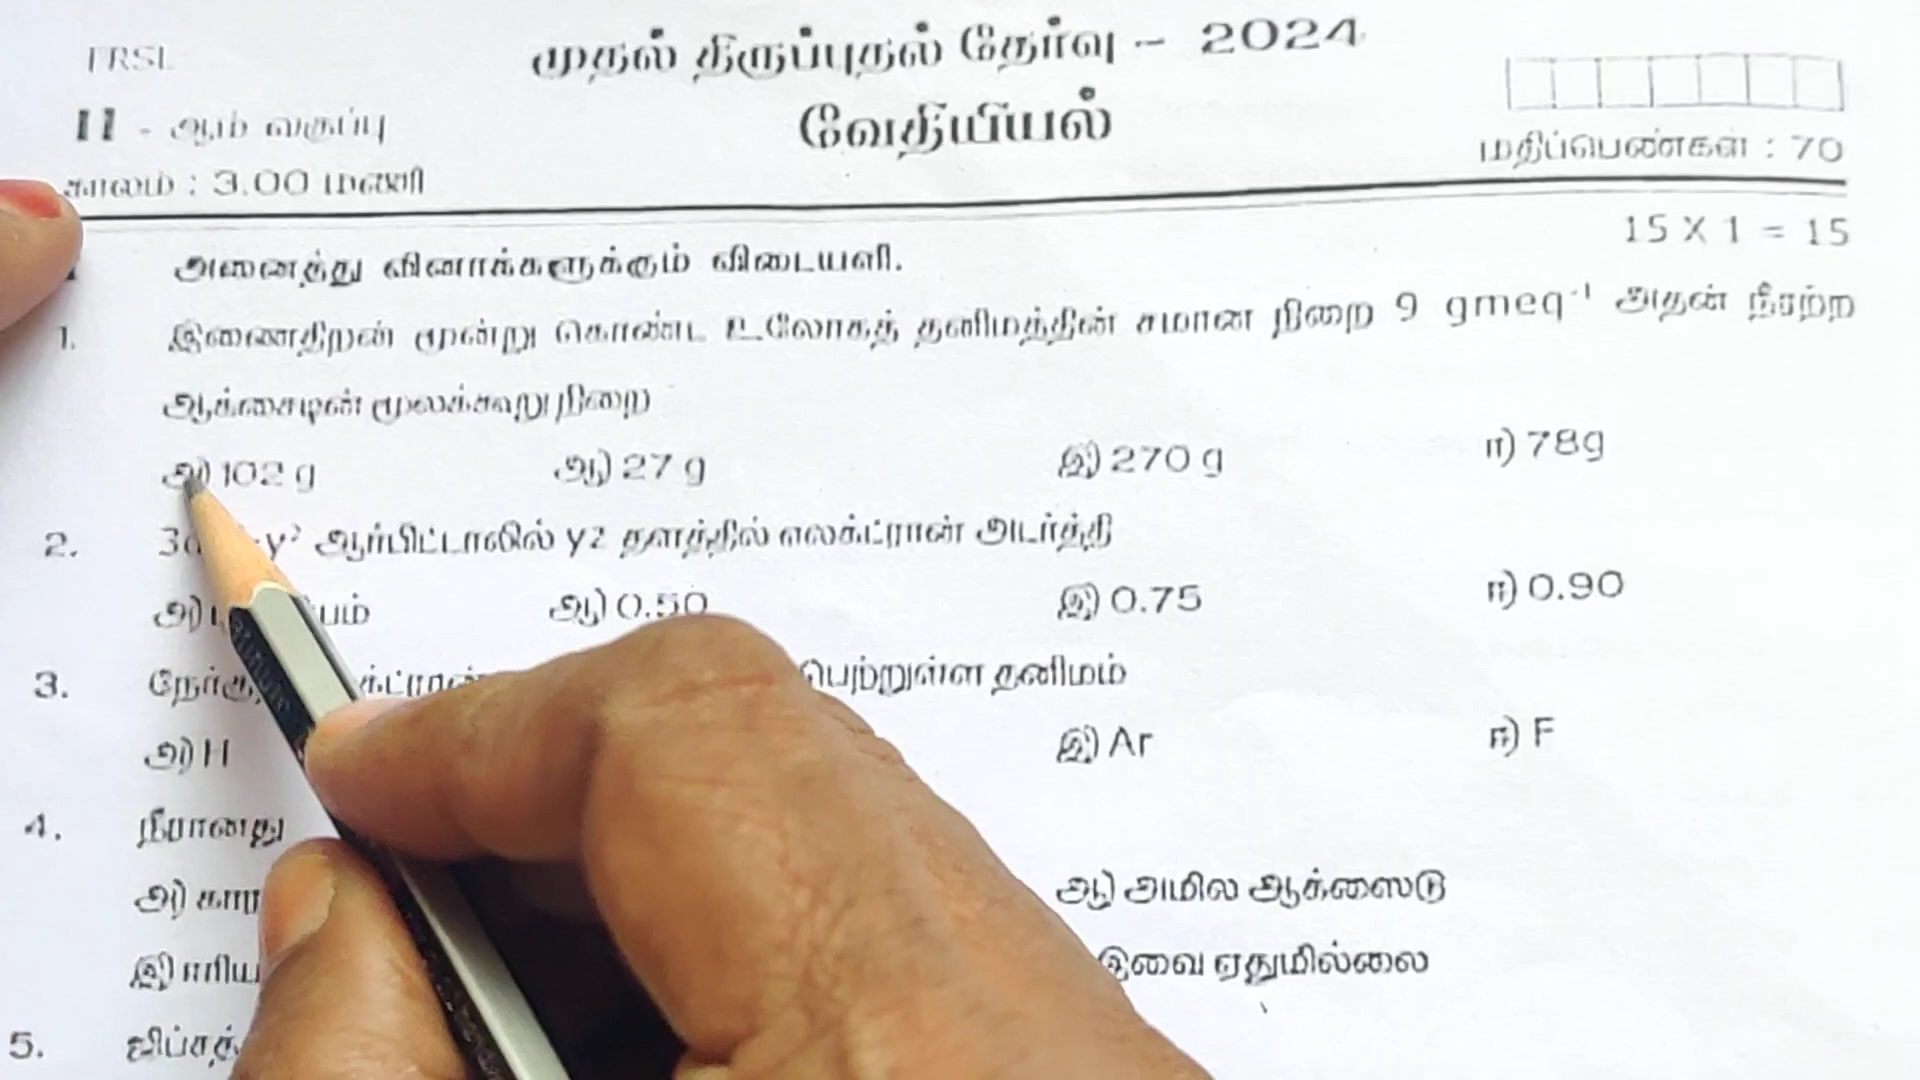 FRSL
முதல் திருப்புதல் தேர்வு - 2024
11 - ஆம் வகுப்பு
வேதியியல்
காலம் : 3.00 மணி
மதிப்பெண்கள் : 70
15 X 1 = 15
அனைத்து வினாக்களுக்கும் விடையளி.
1. இணைதிறன் மூன்று கொண்ட உலோகத் தனிமத்தின் சமான நிறை 9 gmeq⁻¹ அதன் நீரற்ற
ஆக்சைடின் மூலக்கூறு நிறை
அ) 102 g ஆ) 27 g இ) 270 g ஈ) 78g
2. y² ஆர்பிட்டாலில் yz தளத்தில் எலக்ட்ரான் அடர்த்தி
அ) ஆ) 0.50 இ) 0.75 ஈ) 0.90
3. பெற்றுள்ள தனிமம்
அ) H இ) Ar ஈ) F
4. நீரானது
அ) ஆ) அமில ஆக்ஸைடு
இ) இவை ஏதுமில்லை
5.